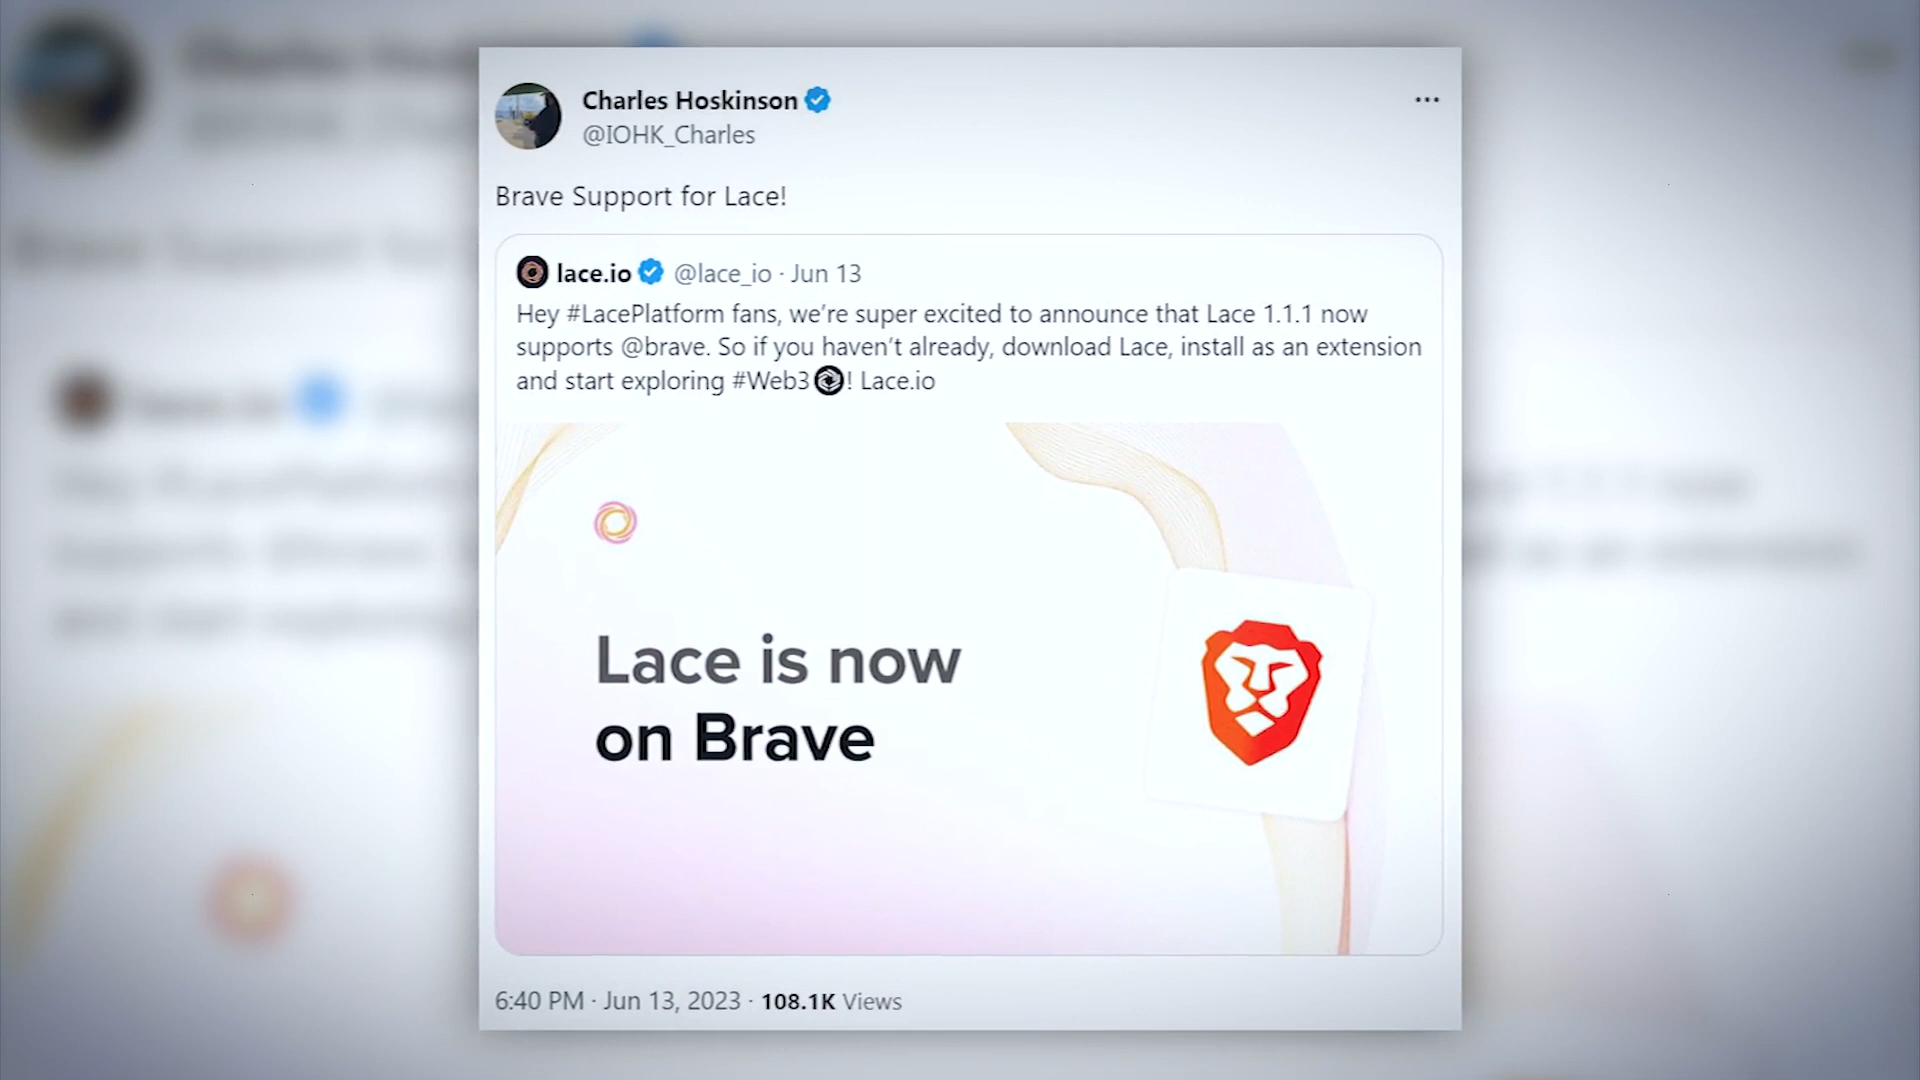 Charles Hoskinson
@IOHK_Charles
Brave Support for Lace!
lace.io @lace_io · Jun 13
Hey #LacePlatform fans, we’re super excited to announce that Lace 1.1.1 now
supports @brave. So if you haven’t already, download Lace, install as an extension
and start exploring #Web3! Lace.io
Lace is now
on Brave
6:40 PM · Jun 13, 2023 · 108.1K Views